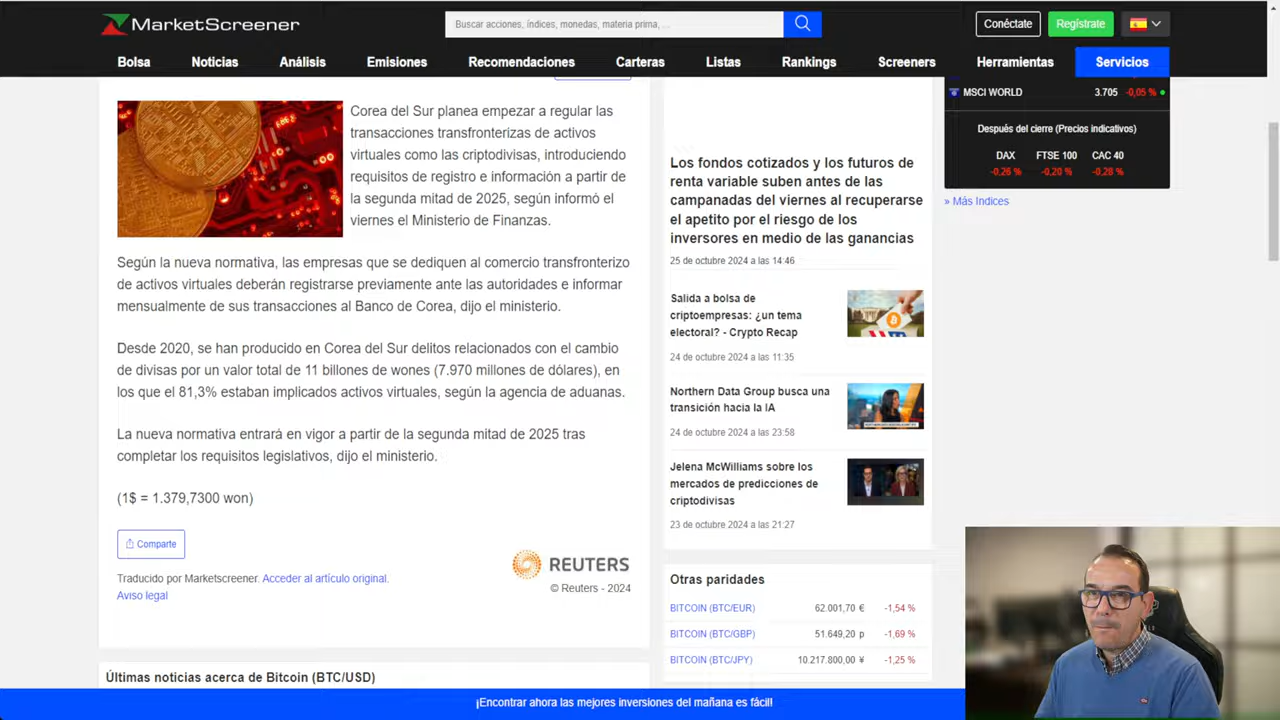 MarketScreener
Buscar acciones, índices, monedas, materia prima,...
Conéctate
Regístrate
Bolsa
Noticias
Análisis
Emisiones
Recomendaciones
Carteras
Listas
Rankings
Screeners
Herramientas
Servicios
Corea del Sur planea empezar a regular las
transacciones transfronterizas de activos
virtuales como las criptodivisas, introduciendo
requisitos de registro e información a partir de
la segunda mitad de 2025, según informó el
viernes el Ministerio de Finanzas.
Según la nueva normativa, las empresas que se dediquen al comercio transfronterizo
de activos virtuales deberán registrarse previamente ante las autoridades e informar
mensualmente de sus transacciones al Banco de Corea, dijo el ministerio.
Desde 2020, se han producido en Corea del Sur delitos relacionados con el cambio
de divisas por un valor total de 11 billones de wones (7.970 millones de dólares), en
los que el 81,3% estaban implicados activos virtuales, según la agencia de aduanas.
La nueva normativa entrará en vigor a partir de la segunda mitad de 2025 tras
completar los requisitos legislativos, dijo el ministerio.
(1$ = 1.379,7300 won)
Comparte
REUTERS
© Reuters - 2024
Traducido por Marketscreener. Acceder al artículo original.
Aviso legal
Últimas noticias acerca de Bitcoin (BTC/USD)
Los fondos cotizados y los futuros de
renta variable suben antes de las
campanadas del viernes al recuperarse
el apetito por el riesgo de los
inversores en medio de las ganancias
25 de octubre 2024 a las 14:46
Salida a bolsa de
criptoempresas: ¿un tema
electoral? - Crypto Recap
24 de octubre 2024 a las 11:35
Northern Data Group busca una
transición hacia la IA
24 de octubre 2024 a las 23:58
Jelena McWilliams sobre los
mercados de predicciones de
criptodivisas
23 de octubre 2024 a las 21:27
Otras paridades
BITCOIN (BTC/EUR) 62.001,70 € -1,54 %
BITCOIN (BTC/GBP) 51.649,20 p -1,69 %
BITCOIN (BTC/JPY) 10.217.800,00 ¥ -1,25 %
MSCI WORLD 3.705 -0,05 %
Después del cierre (Precios indicativos)
DAX FTSE 100 CAC 40
-0,26 % -0,20 % -0,28 %
» Más Indices
¡Encontrar ahora las mejores inversiones del mañana es fácil!